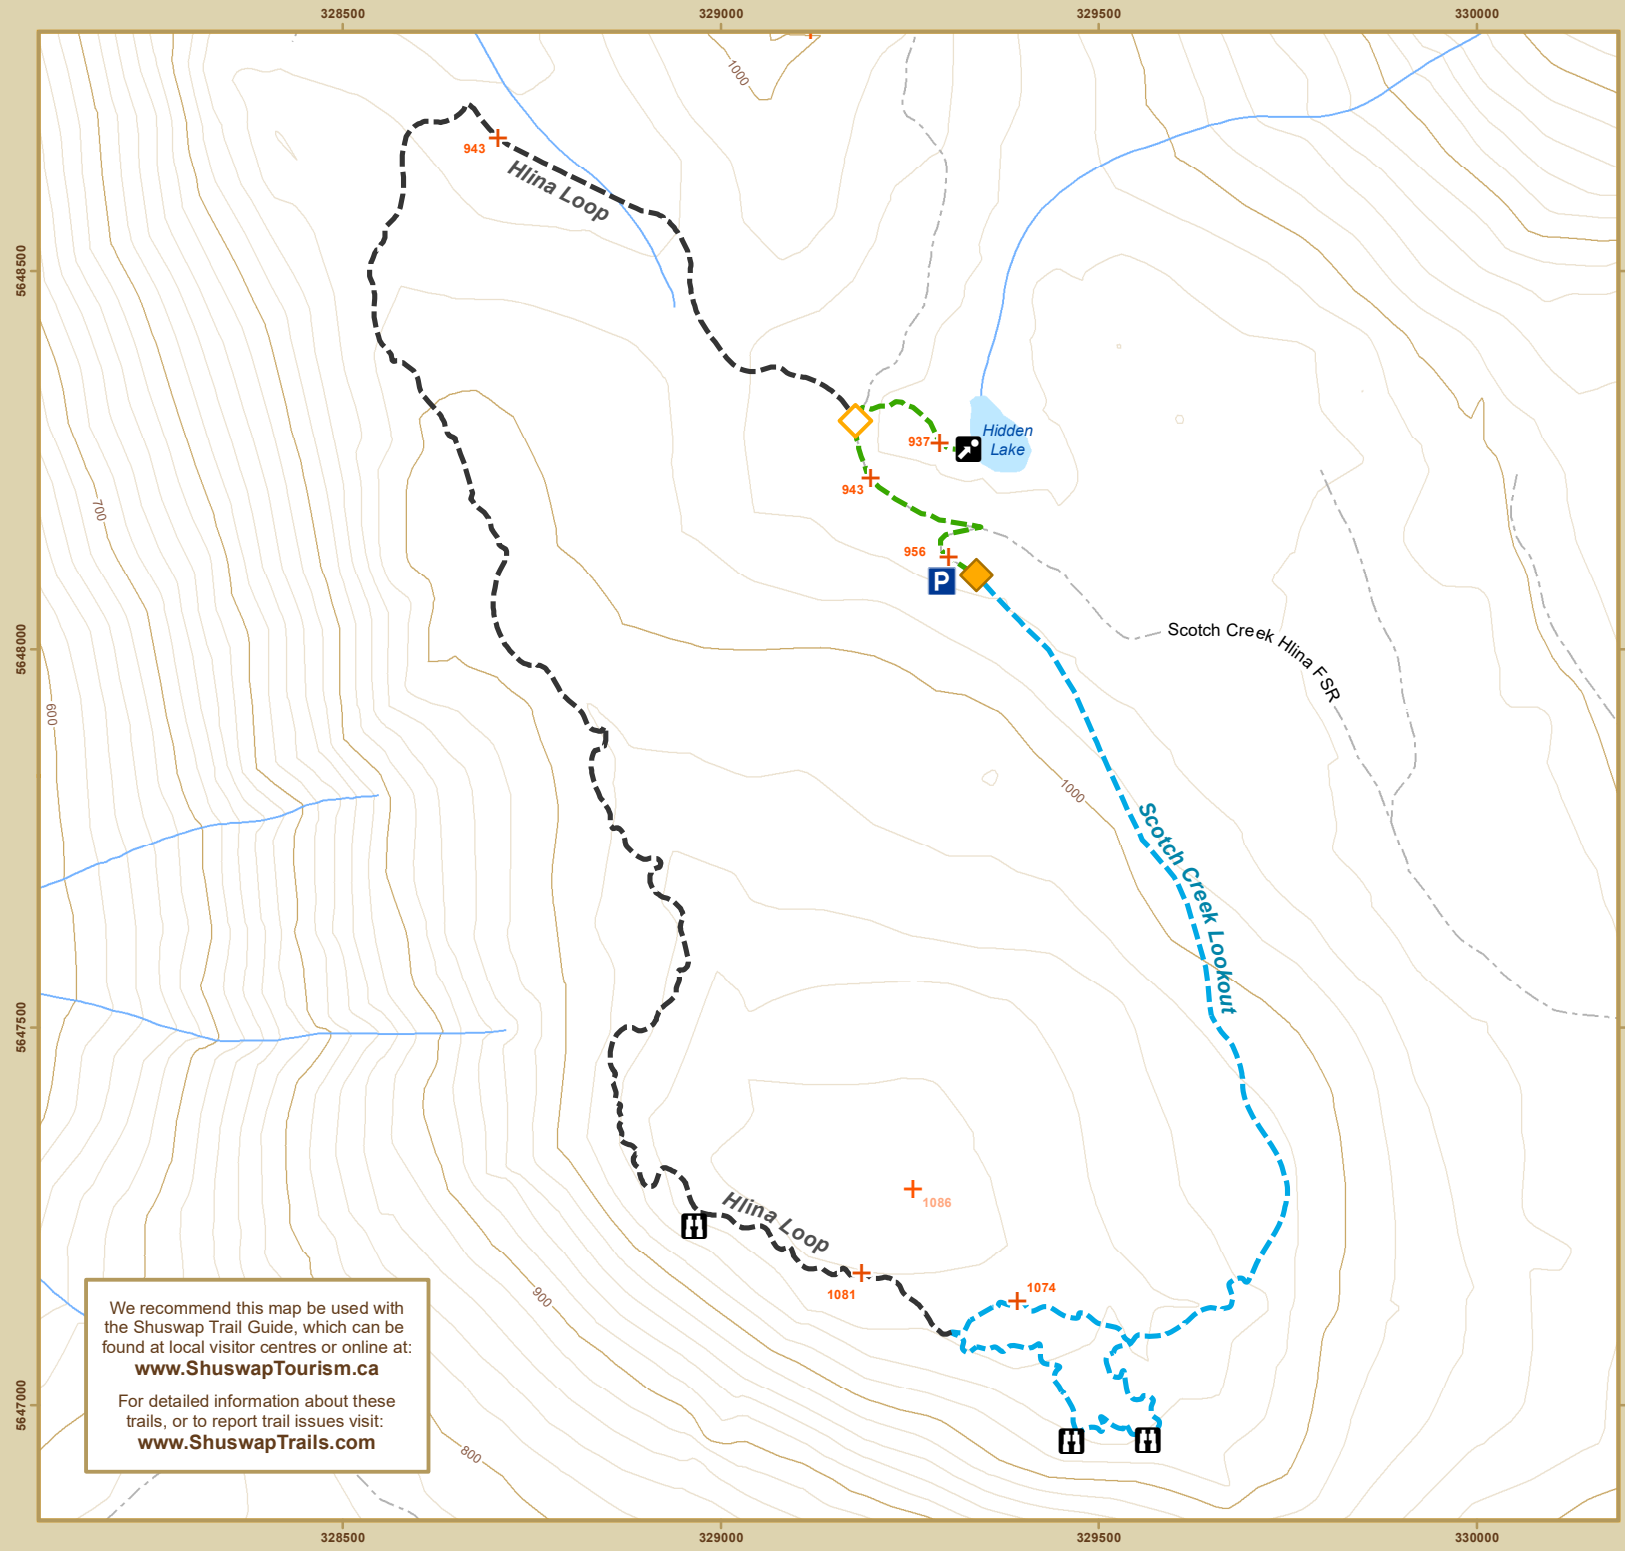 328500
329000
329500
330000
1000
943
Hlina Loop
5648500
937
Hidden
Lake
943
700
956
P
Scotch Creek Hlina FSR
5648000
600
1000
Scotch Creek Lookout
5647500
1086
Hlina Loop
1081
1074
900
We recommend this map be used with
the Shuswap Trail Guide, which can be
found at local visitor centres or online at:
www.ShuswapTourism.ca
For detailed information about these
trails, or to report trail issues visit:
www.ShuswapTrails.com
5647000
800
328500
329000
329500
330000